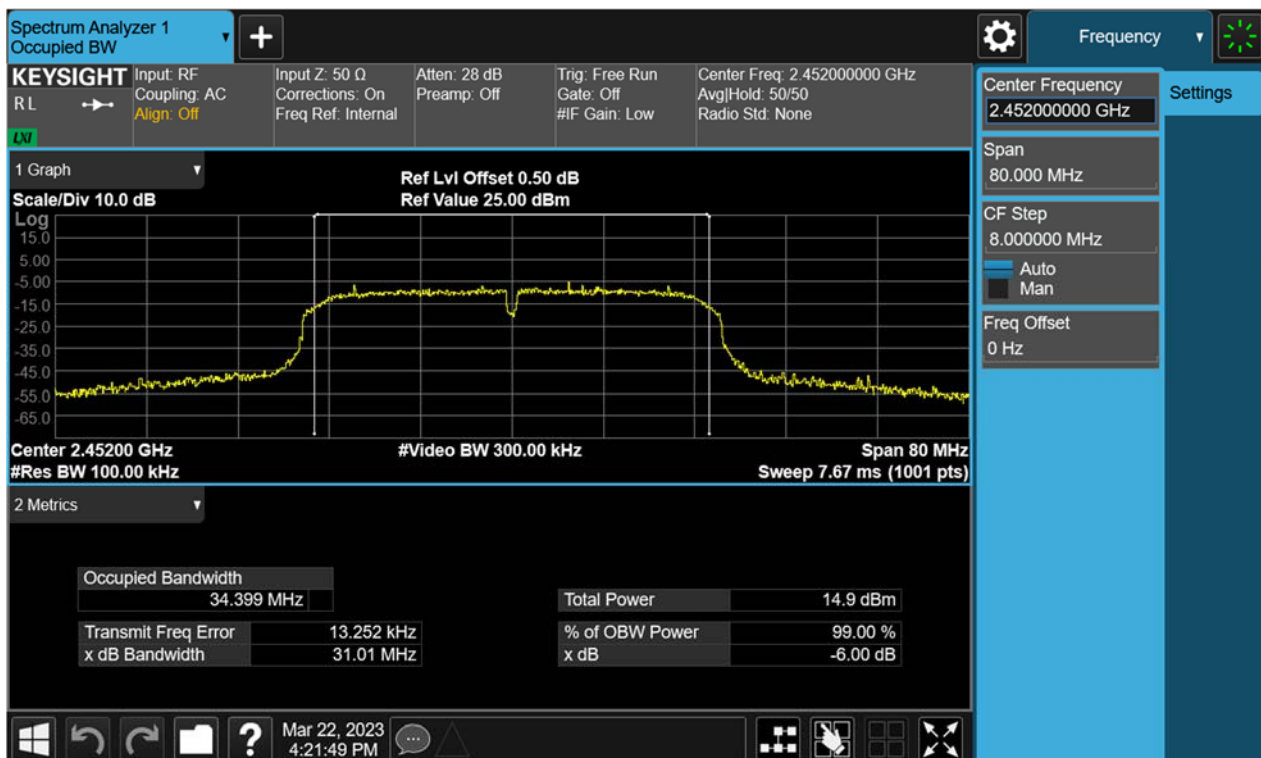 Spectrum Analyzer 1
Occupied BW
+
Frequency
KEYSIGHT
R L
LXI
Input: RF
Coupling: AC
Align: Off
Input Z: 50 Ω
Corrections: On
Freq Ref: Internal
Atten: 28 dB
Preamp: Off
Trig: Free Run
Gate: Off
#IF Gain: Low
Center Freq: 2.452000000 GHz
Avg|Hold: 50/50
Radio Std: None
Center Frequency
2.452000000 GHz
Settings
Span
80.000 MHz
CF Step
8.000000 MHz
Auto
Man
Freq Offset
0 Hz
1 Graph
Scale/Div 10.0 dB
Ref Lvl Offset 0.50 dB
Ref Value 25.00 dBm
Log
15.0
5.00
-5.00
-15.0
-25.0
-35.0
-45.0
-55.0
-65.0
Center 2.45200 GHz
#Video BW 300.00 kHz
Span 80 MHz
#Res BW 100.00 kHz
Sweep 7.67 ms (1001 pts)
2 Metrics
Occupied Bandwidth
34.399 MHz
Total Power 14.9 dBm
Transmit Freq Error 13.252 kHz
% of OBW Power 99.00 %
x dB Bandwidth 31.01 MHz
x dB -6.00 dB
?
Mar 22, 2023
4:21:49 PM